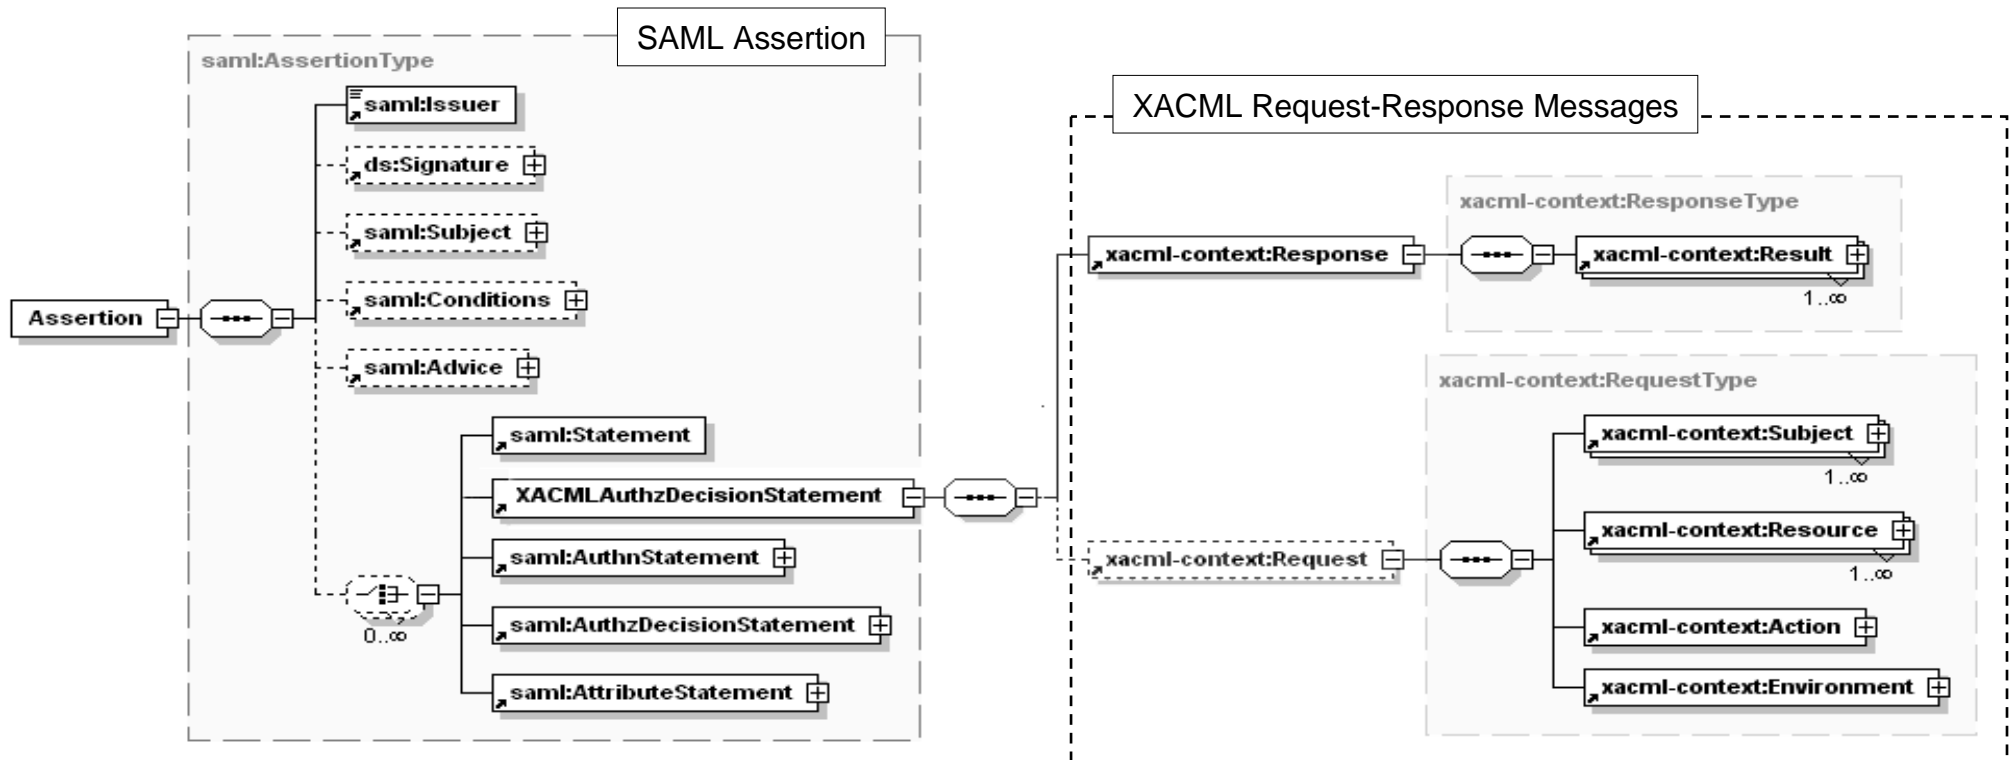 SAML Assertion
saml:AssertionType
saml:Issuer
ds:Signature
saml:Subject
saml:Conditions
Assertion
saml:Advice
saml:Statement
XACMLAuthzDecisionStatement
saml:AuthnStatement
0..∞
saml:AuthzDecisionStatement
saml:AttributeStatement
XACML Request-Response Messages
xacml-context:ResponseType
xacml-context:Response
xacml-context:Result
1..∞
xacml-context:RequestType
xacml-context:Subject
1..∞
xacml-context:Request
xacml-context:Resource
1..∞
xacml-context:Action
xacml-context:Environment